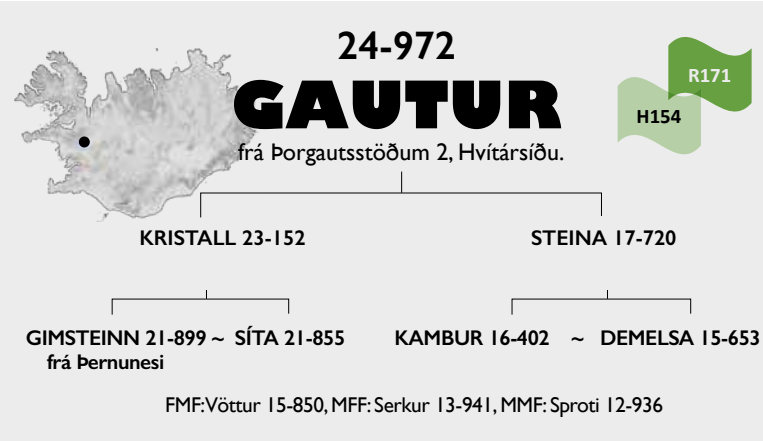 24-972
R171
GAUTUR
H154
frá Þorgautsstöðum 2, Hvítársíðu.
KRISTALL 23-152 STEINA 17-720
GIMSTEINN 21-899 ~ SÍTA 21-855 KAMBUR 16-402 ~ DEMELSA 15-653
frá Þernunesi
FMF: Vöttur 15-850, MFF: Serkur 13-941, MMF: Sproti 12-936